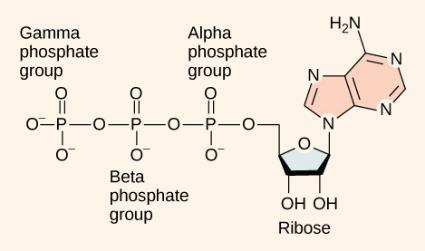 Gamma
phosphate
group
Alpha
phosphate
group
H₂N
N
N
N
N
O
O
O
O⁻
P
O
P
O
P
O
O
O⁻
O⁻
O⁻
Beta
phosphate
group
OH OH
Ribose